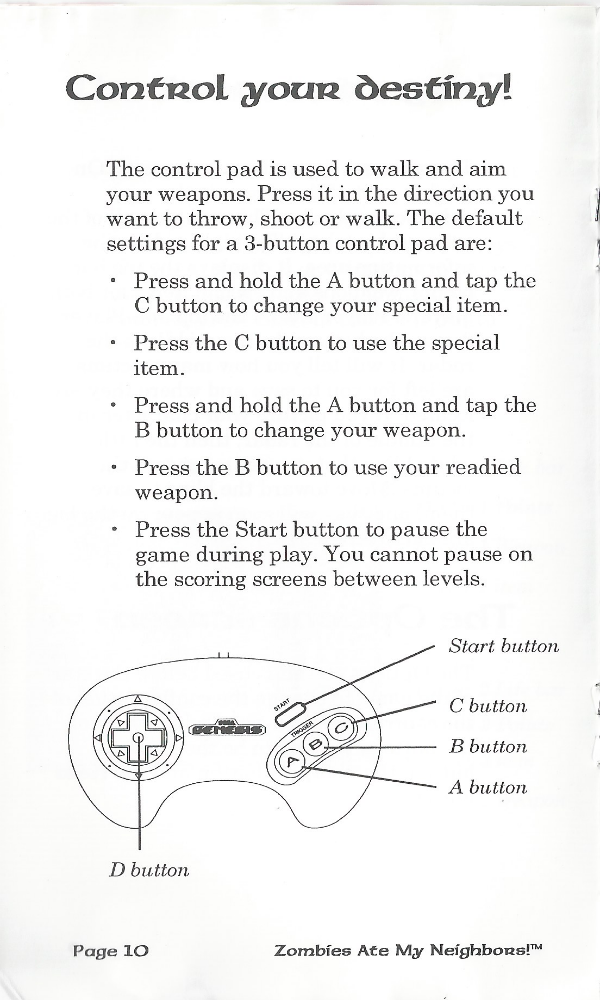 Control your destiny!
The control pad is used to walk and aim
your weapons. Press it in the direction you
want to throw, shoot or walk. The default
settings for a 3-button control pad are:
• Press and hold the A button and tap the
C button to change your special item.
• Press the C button to use the special
item.
• Press and hold the A button and tap the
B button to change your weapon.
• Press the B button to use your readied
weapon.
• Press the Start button to pause the
game during play. You cannot pause on
the scoring screens between levels.
Start button
C button
B button
A button
D button
START
TRIGGER
SEGA
GENESIS
A
B
C
Page 10
Zombies Ate My Neighbors!™